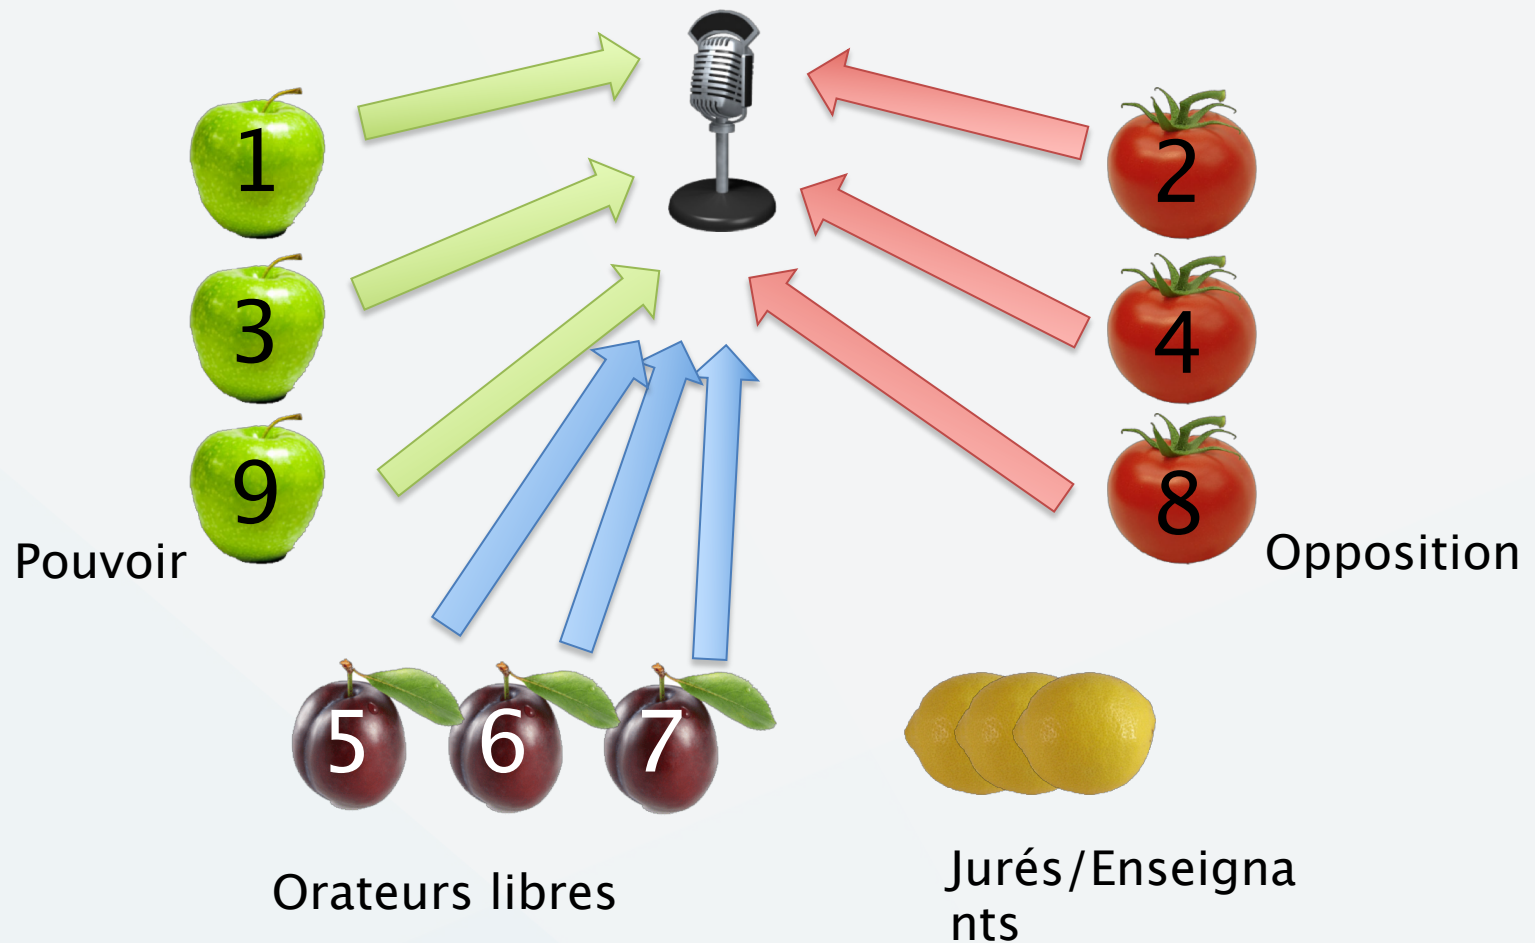 1
2
3
4
9
8
Pouvoir
Opposition
5 6 7
Orateurs libres
Jurés/Enseigna
nts